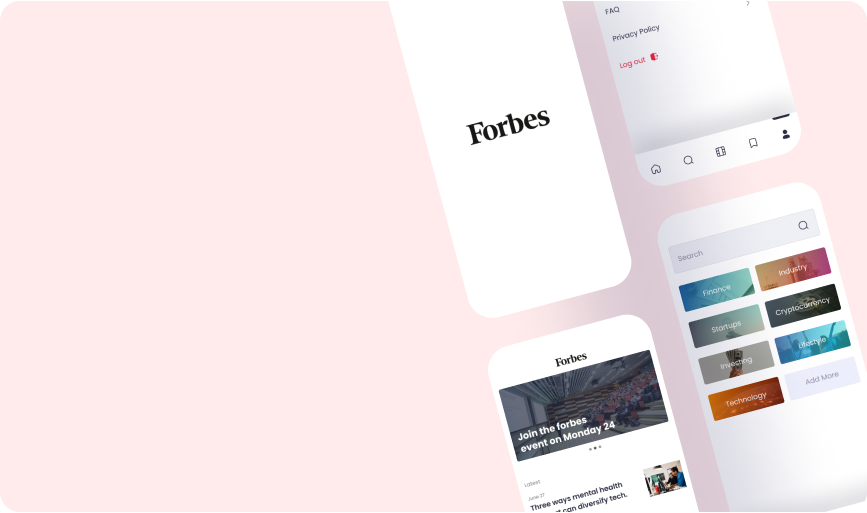 Forbes
FAQ
Privacy Policy
Log out
Search
Finance
Industry
Startups
Cryptocurrency
Investing
Lifestyle
Technology
Add More
Forbes
Join the forbes
event on Monday 24
Latest
June 27
Three ways mental health
can diversify tech.